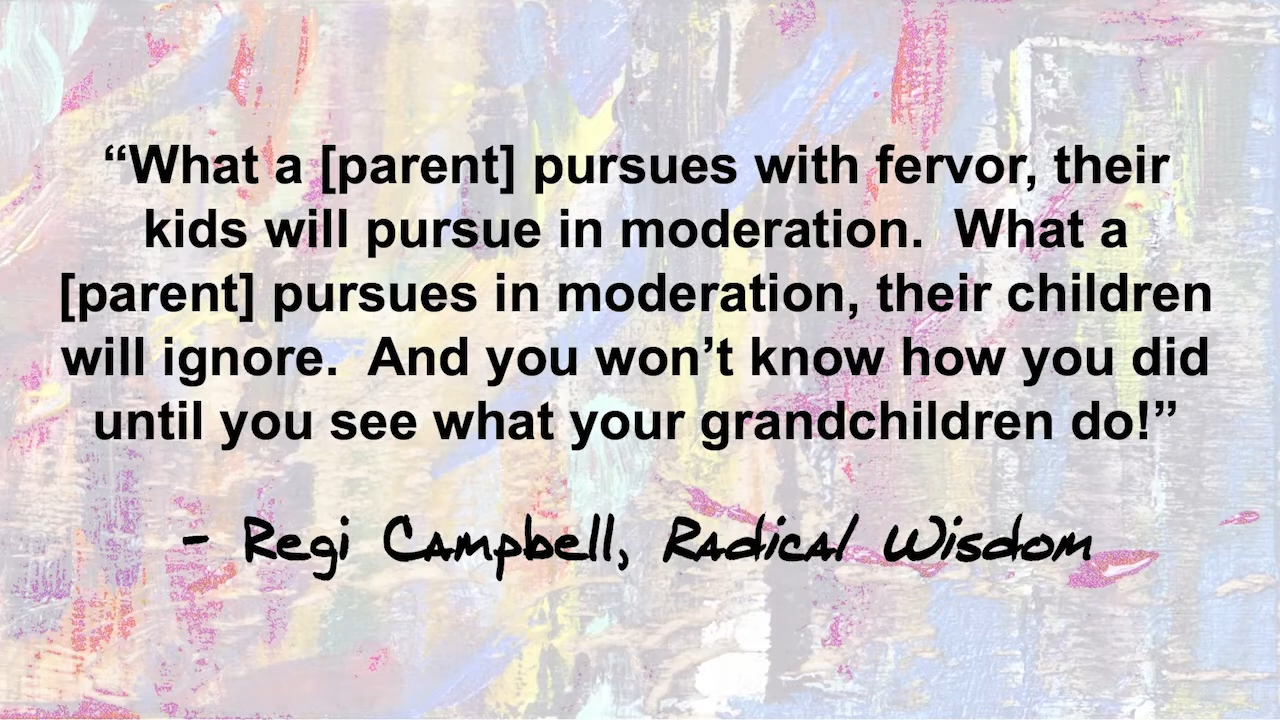 “What a [parent] pursues with fervor, their
kids will pursue in moderation.  What a
[parent] pursues in moderation, their children
will ignore.  And you won’t know how you did
until you see what your grandchildren do!”
- Regi Campbell, Radical Wisdom